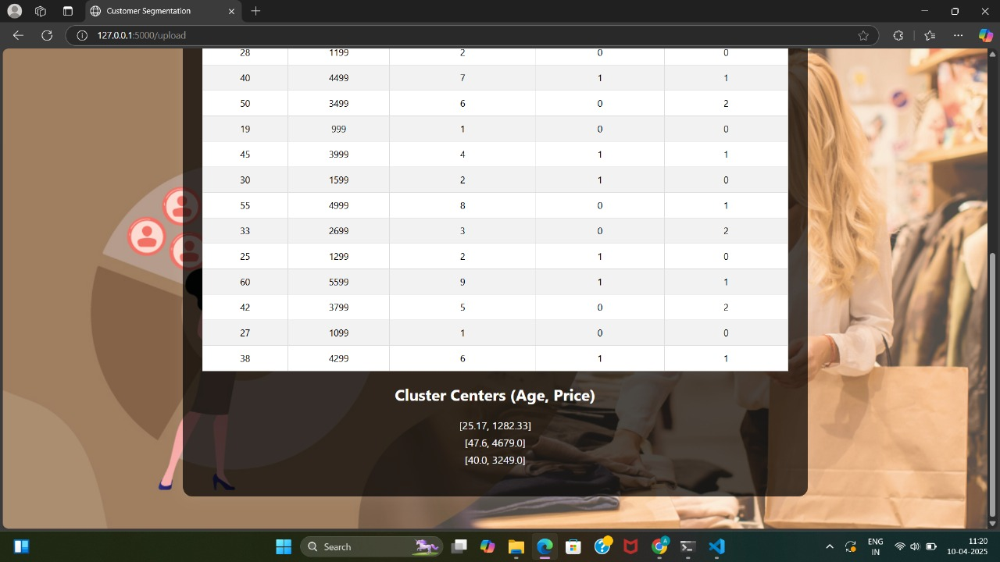 Customer Segmentation
127.0.0.1:5000/upload
28 1199 2 0 0
40 4499 7 1 1
50 3499 6 0 2
19 999 1 0 0
45 3999 4 1 1
30 1599 2 1 0
55 4999 8 0 1
33 2699 3 0 2
25 1299 2 1 0
60 5599 9 1 1
42 3799 5 0 2
27 1099 1 0 0
38 4299 6 1 1
Cluster Centers (Age, Price)
[25.17, 1282.33]
[47.6, 4679.0]
[40.0, 3249.0]
Search
ENG
IN
11:20
10-04-2025